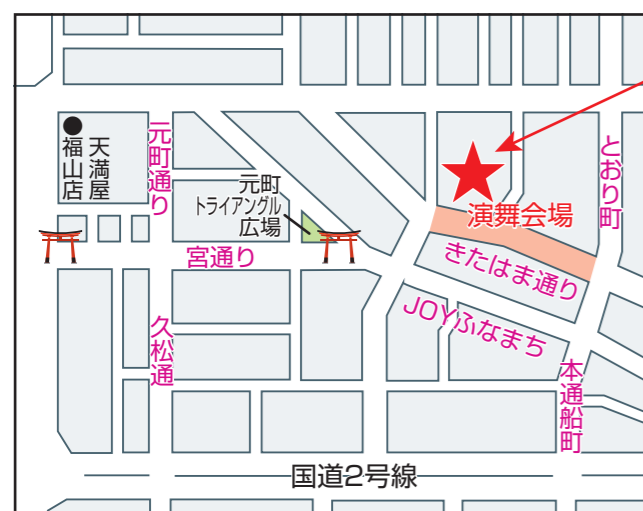 天満屋
福山店
元町通り
元町
トライアングル
広場
宮通り
久松通
演舞会場
きたはま通り
JOYふなまち
とおり町
本通船町
国道2号線